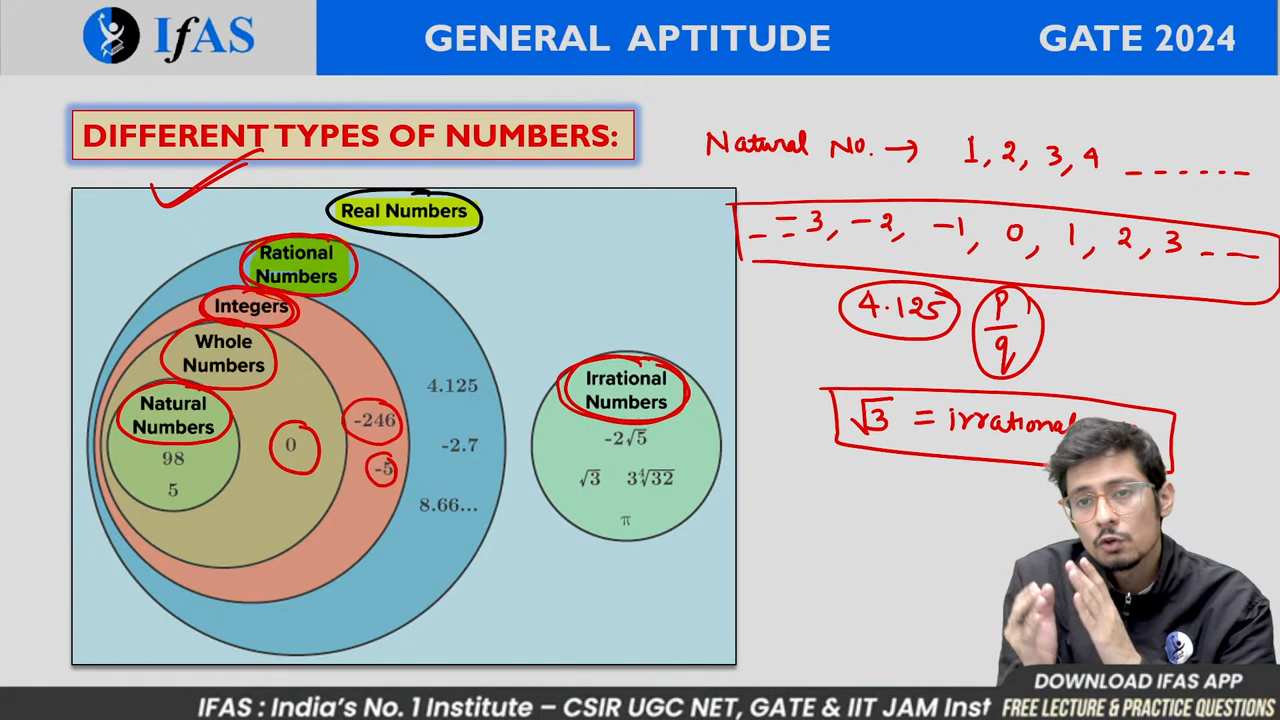 IfAS
GENERAL APTITUDE
GATE 2024
DIFFERENT TYPES OF NUMBERS:
Natural No. → 1, 2, 3, 4 ------
Real Numbers
-- -3, -2, -1, 0, 1, 2, 3 ---
Rational
Numbers
Integers
4.125
p
q
Whole
Numbers
Natural
Numbers
98
5
0
-246
-5
4.125
-2.7
8.66...
Irrational
Numbers
-2√5
√3 3∜32
π
√3 = irrational
DOWNLOAD IFAS APP
IFAS : India's No. 1 Institute – CSIR UGC NET, GATE & IIT JAM Inst
FREE LECTURE & PRACTICE QUESTIONS